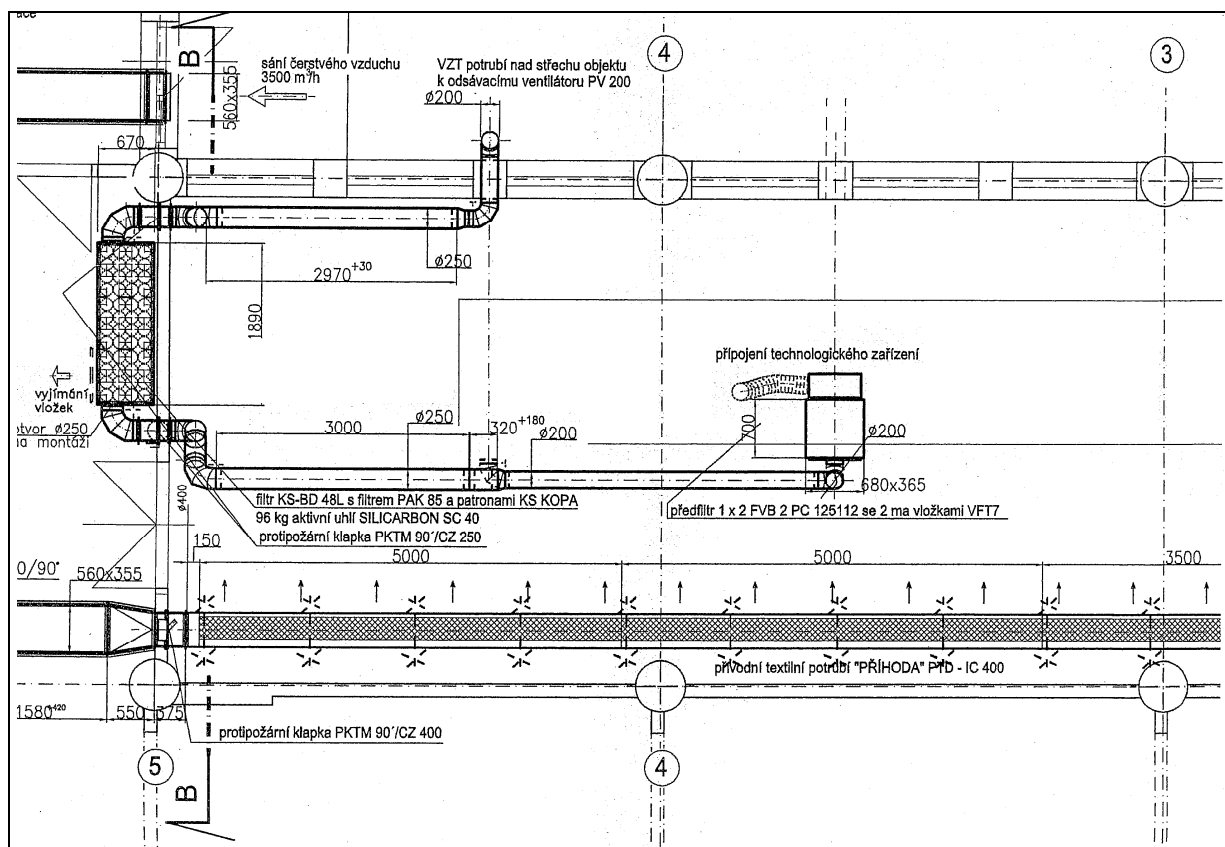 B
sání čerstvého vzduchu
3500 m³/h
560x355
VZT potrubí nad střechu objektu
k odsávacímu ventilátoru PV 200
ø200
4
3
670
ø250
2970+30
1890
přípojení technologického zařízení
vyjímání
vložek
otvor ø250
na montáži
3000
ø250
320+180
ø200
700
ø200
680x365
ø400
filtr KS-BD 48L s filtrem PAK 85 a patronami KS KOPA
96 kg aktivní uhlí SILICARBON SC 40
protipožární klapka PKTM 90´/CZ 250
předfiltr 1 x 2 FVB 2 PC 125112 se 2 ma vložkami VFT7
150
5000
5000
3500
0/90°
560x355
přívodní textilní potrubí "PŘÍHODA" PTD - IC 400
1580+420
550
375
protipožární klapka PKTM 90´/CZ 400
5
4
B